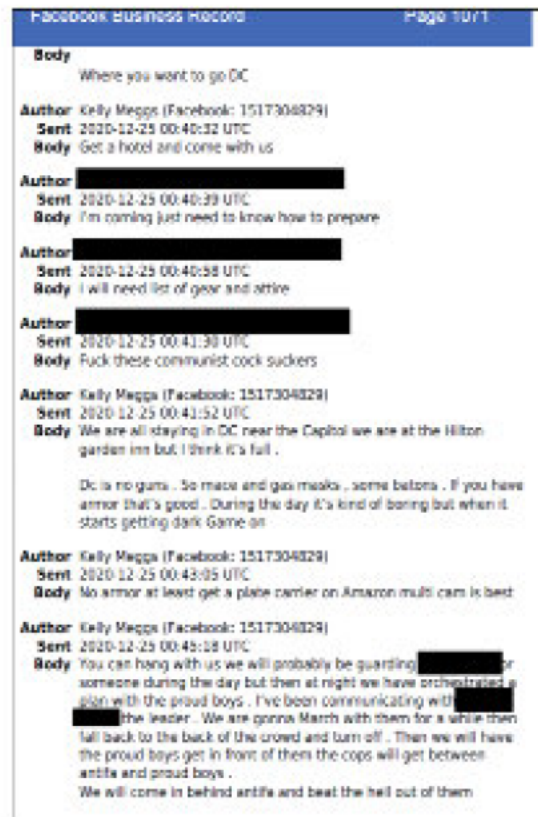 Facebook Business Record Page 1071
Body
Where you want to go DC
Author Kelly Meggs (Facebook: 1517304829)
Sent 2020-12-25 00:40:32 UTC
Body Get a hotel and come with us
Author
Sent 2020-12-25 00:40:39 UTC
Body I'm coming just need to know how to prepare
Author
Sent 2020-12-25 00:40:58 UTC
Body I will need list of gear and attire
Author
Sent 2020-12-25 00:41:30 UTC
Body Fuck these communist cock suckers
Author Kelly Meggs (Facebook: 1517304829)
Sent 2020-12-25 00:41:52 UTC
Body We are all staying in DC near the Capitol we are at the Hilton
garden inn but I think it's full .
Dc is no guns . So mace and gas masks , some batons . If you have
armor that's good . During the day it's kind of boring but when it
starts getting dark Game on
Author Kelly Meggs (Facebook: 1517304829)
Sent 2020-12-25 00:43:05 UTC
Body No armor at least get a plate carrier on Amazon multi cam is best
Author Kelly Meggs (Facebook: 1517304829)
Sent 2020-12-25 00:45:18 UTC
Body You can hang with us we will probably be guarding or
someone during the day but then at night we have orchestrated a
plan with the proud boys . I've been communicating with
the leader . We are gonna March with them for a while then
fall back to the back of the crowd and turn off . Then we will have
the proud boys get in front of them the cops will get between
antifa and proud boys .
We will come in behind antifa and beat the hell out of them